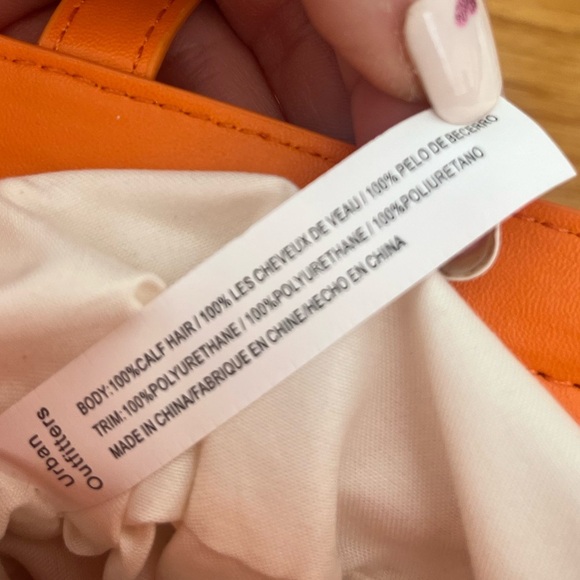 BODY:100%CALF HAIR / 100% LES CHEVEUX DE VEAU / 100% PELO DE BECERRO
TRIM:100%POLYURETHANE / 100%POLYURETHANE / 100%POLIURETANO
MADE IN CHINA/FABRIQUE EN CHINE/HECHO EN CHINA
Urban
Outfitters